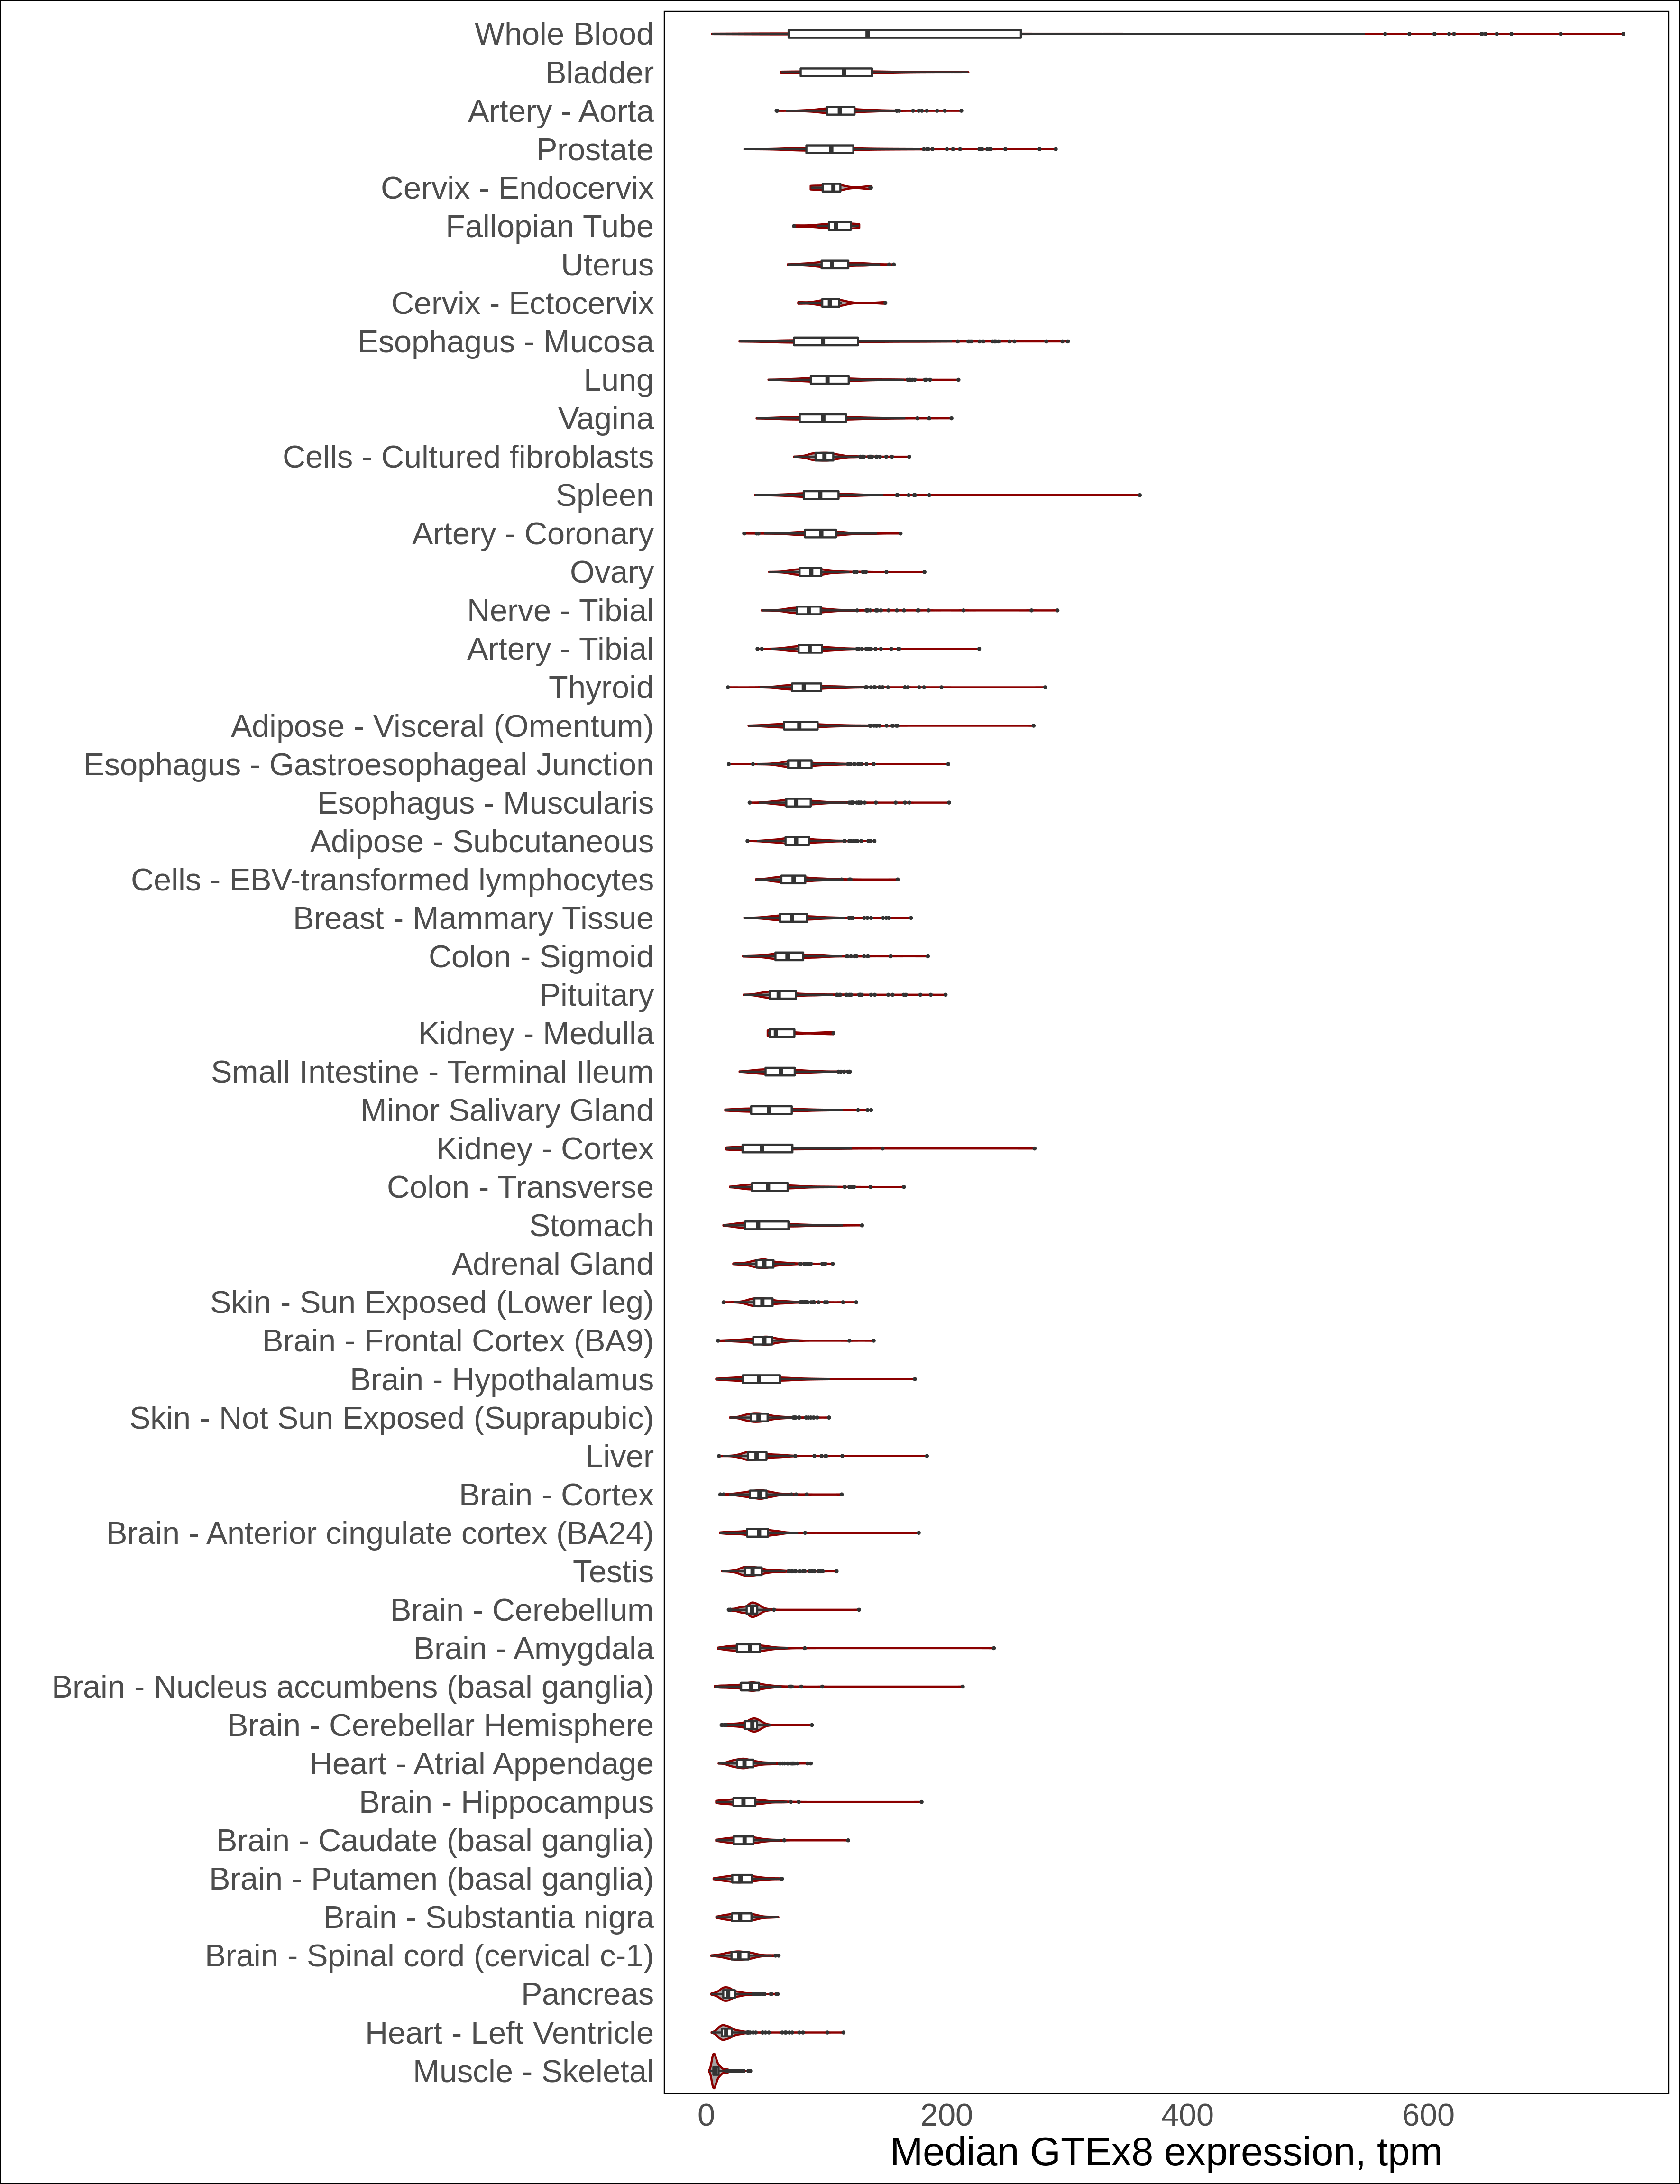 Whole Blood
Bladder
Artery - Aorta
Prostate
Cervix - Endocervix
Fallopian Tube
Uterus
Cervix - Ectocervix
Esophagus - Mucosa
Lung
Vagina
Cells - Cultured fibroblasts
Spleen
Artery - Coronary
Ovary
Nerve - Tibial
Artery - Tibial
Thyroid
Adipose - Visceral (Omentum)
Esophagus - Gastroesophageal Junction
Esophagus - Muscularis
Adipose - Subcutaneous
Cells - EBV-transformed lymphocytes
Breast - Mammary Tissue
Colon - Sigmoid
Pituitary
Kidney - Medulla
Small Intestine - Terminal Ileum
Minor Salivary Gland
Kidney - Cortex
Colon - Transverse
Stomach
Adrenal Gland
Skin - Sun Exposed (Lower leg)
Brain - Frontal Cortex (BA9)
Brain - Hypothalamus
Skin - Not Sun Exposed (Suprapubic)
Liver
Brain - Cortex
Brain - Anterior cingulate cortex (BA24)
Testis
Brain - Cerebellum
Brain - Amygdala
Brain - Nucleus accumbens (basal ganglia)
Brain - Cerebellar Hemisphere
Heart - Atrial Appendage
Brain - Hippocampus
Brain - Caudate (basal ganglia)
Brain - Putamen (basal ganglia)
Brain - Substantia nigra
Brain - Spinal cord (cervical c-1)
Pancreas
Heart - Left Ventricle
Muscle - Skeletal
0 200 400 600
Median GTEx8 expression, tpm